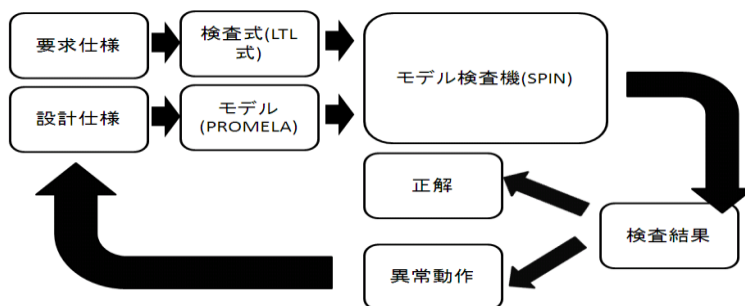 要求仕様
検査式(LTL
式)
モデル検査機(SPIN)
設計仕様
モデル
(PROMELA)
正解
検査結果
異常動作